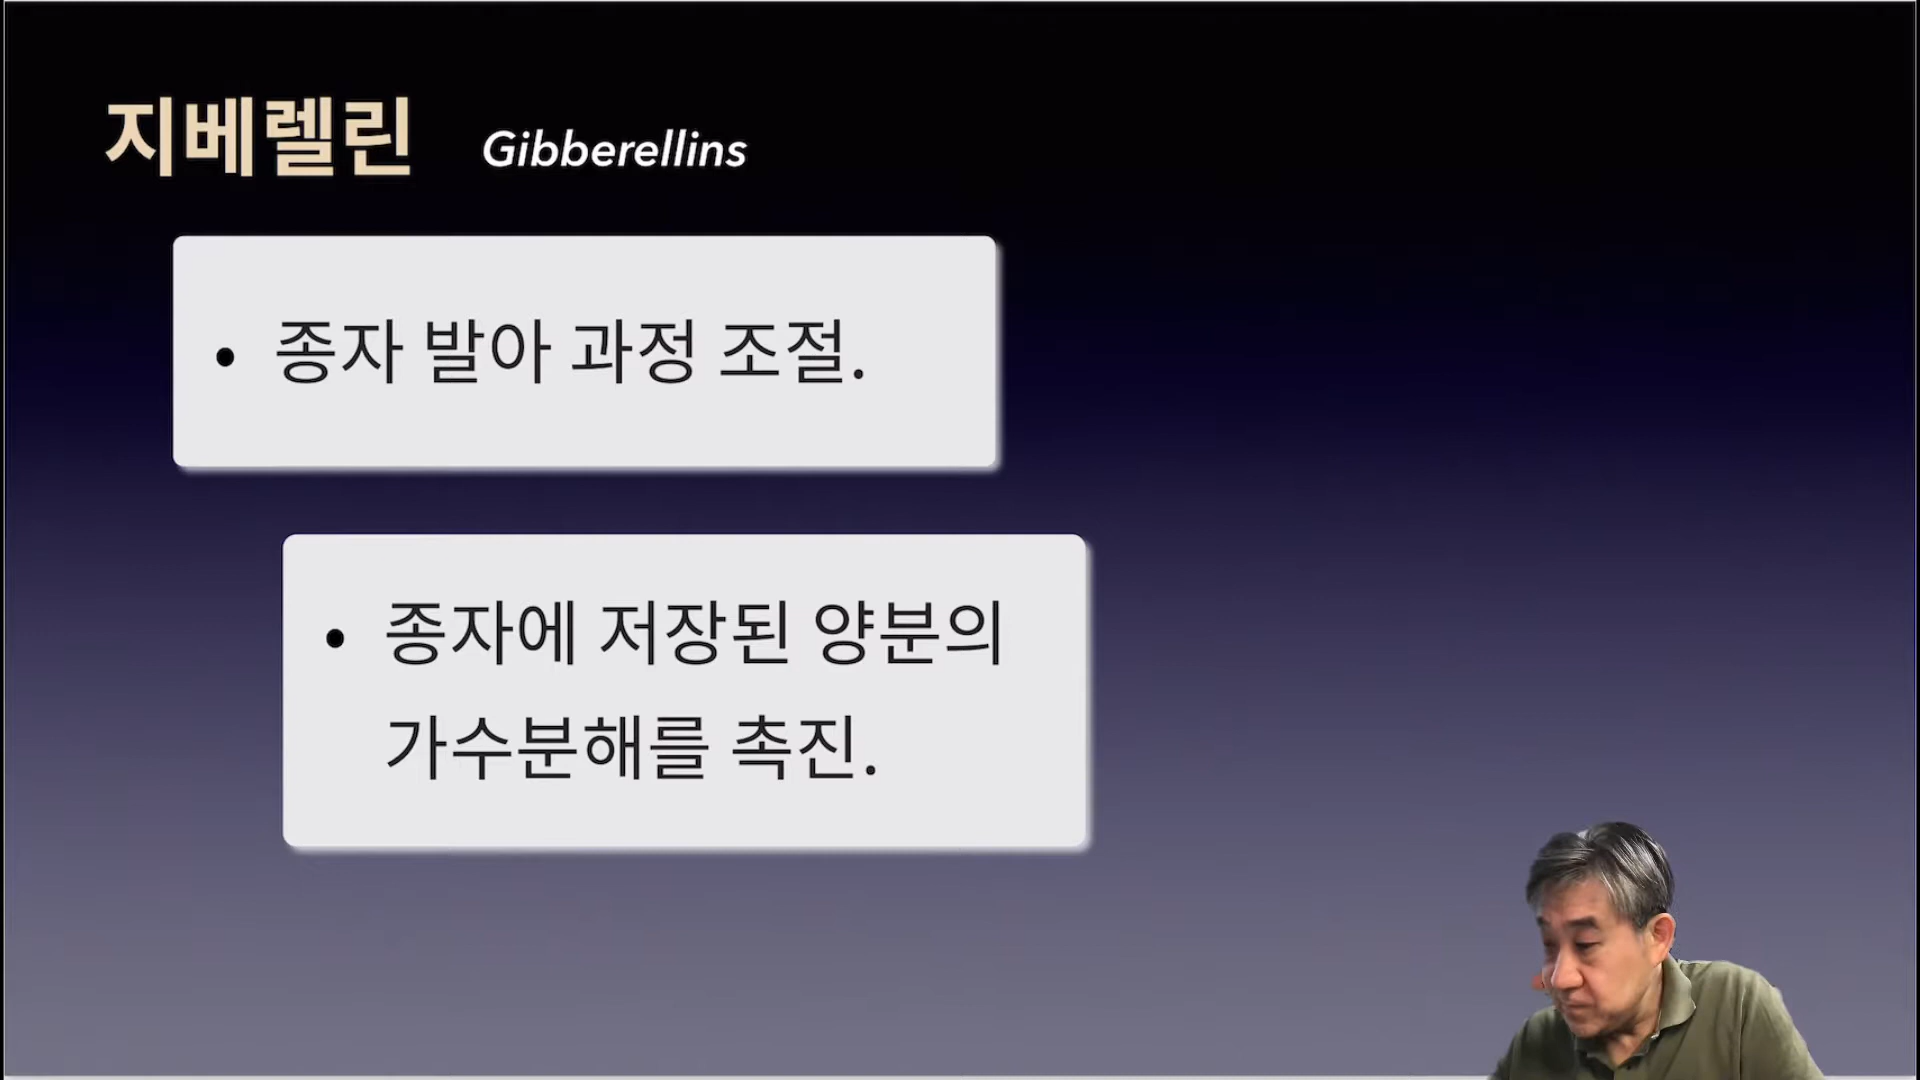 지베렐린 Gibberellins
• 종자 발아 과정 조절.
• 종자에 저장된 양분의
가수분해를 촉진.